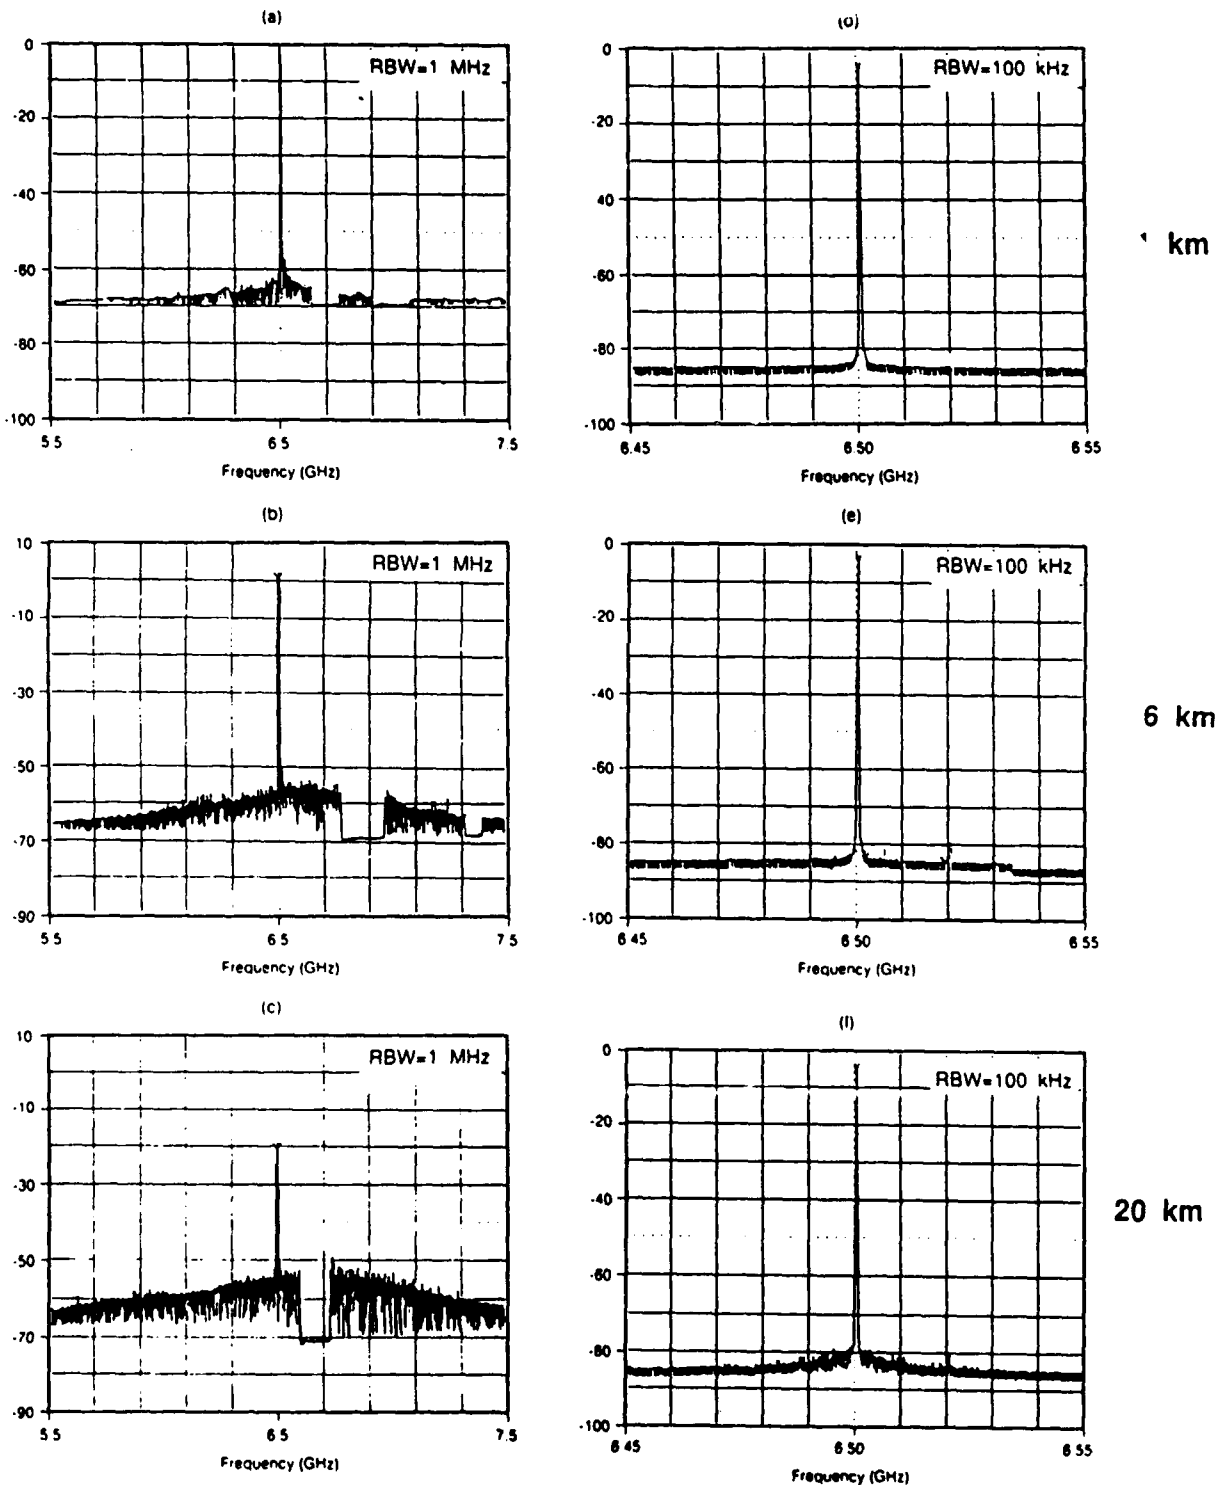 (a)
RBW=1 MHz
0
-20
-40
-60
-80
-100
5 5
6 5
7.5
Frequency (GHz)
RBW=100 kHz
0
-20
-40
-60
-80
-100
6.45
6.50
6.55
Frequency (GHz)
km
(b)
RBW=1 MHz
10
-10
-30
-50
-70
-90
5 5
6 5
7 5
Frequency (GHz)
(e)
RBW=100 kHz
0
-20
-40
-60
-80
-100
6 45
6 50
6 55
Frequency (GHz)
6 km
(c)
RBW=1 MHz
10
-10
-30
-50
-70
-90
5 5
6 5
7 5
Frequency (GHz)
RBW=100 kHz
0
-20
-40
-60
-80
-100
6 45
6 50
6 55
Frequency (GHz)
20 km